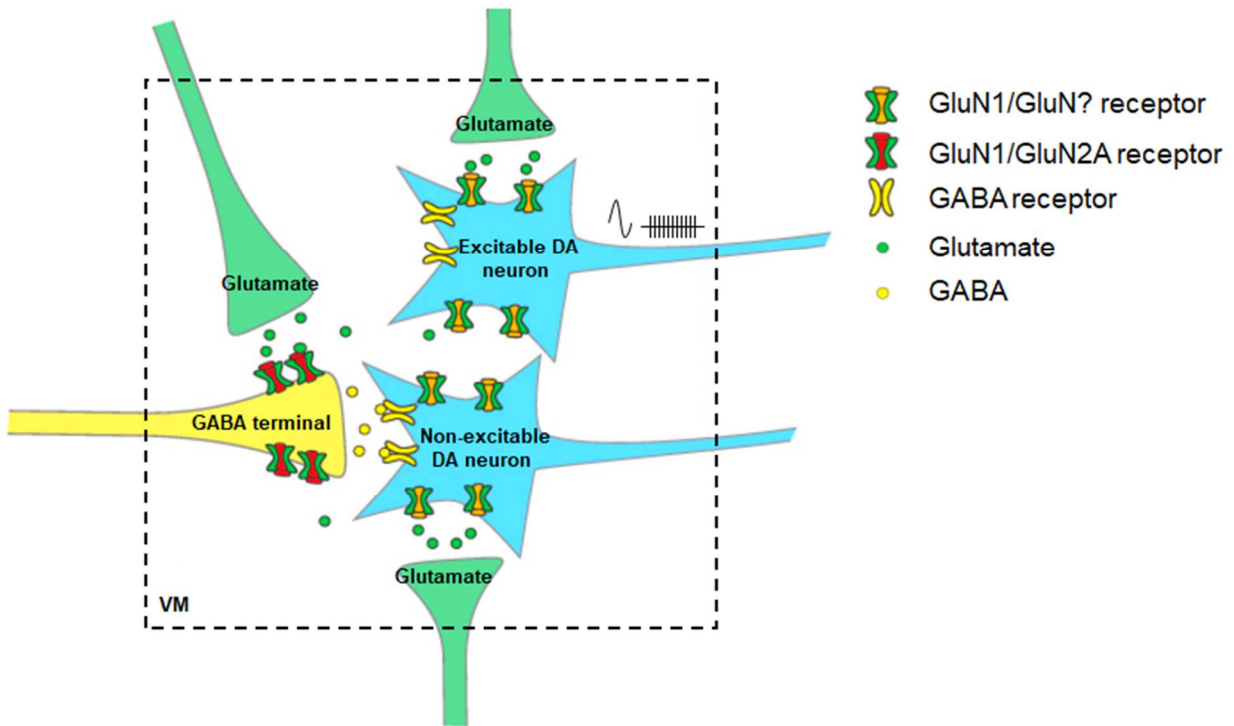 Glutamate
Glutamate
Excitable DA
neuron
GABA terminal
Non-excitable
DA neuron
Glutamate
VM
GluN1/GluN? receptor
GluN1/GluN2A receptor
GABA receptor
Glutamate
GABA